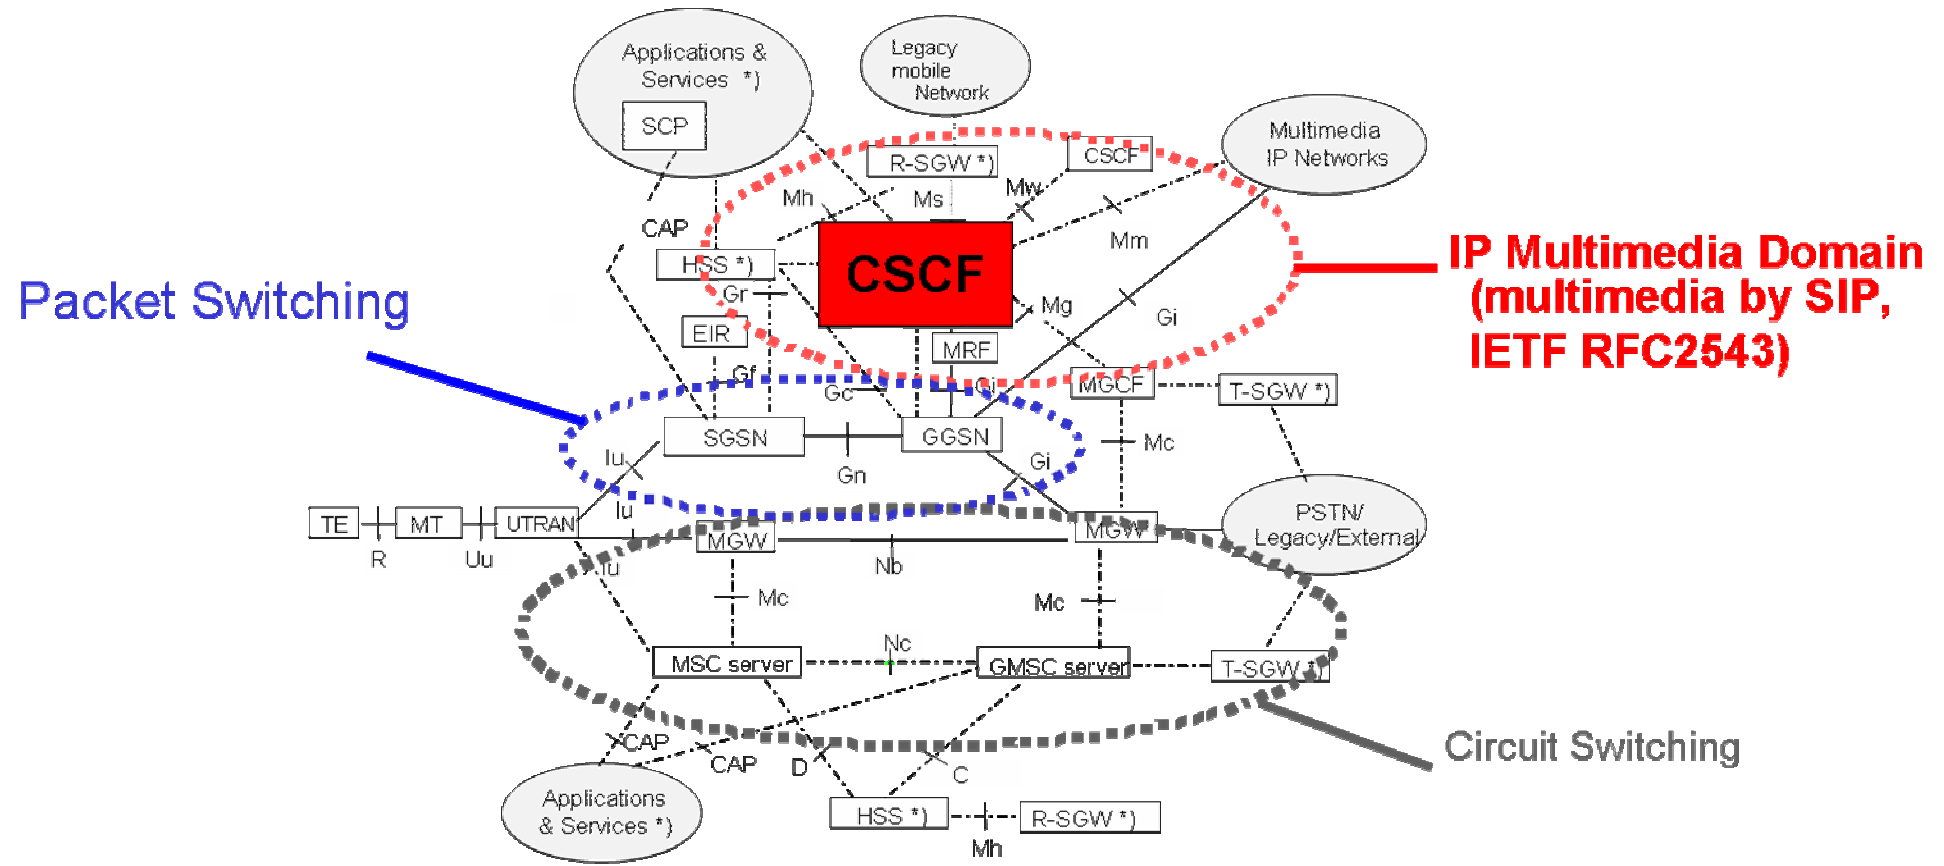 Applications &
Services *)
SCP
Legacy
mobile
Network
Multimedia
IP Networks
R-SGW *)
CSCF
Mh
Ms
Mw
CAP
Mm
HSS *)
CSCF
IP Multimedia Domain
(multimedia by SIP,
IETF RFC2543)
Packet Switching
Gr
Mg
Gi
EIR
MRF
Gf
Gc
Gi
MGCF
T-SGW *)
SGSN
GGSN
Mc
Iu
Gn
Gi
TE
MT
UTRAN
Iu
MGW
MGW
PSTN/
Legacy/External
R
Uu
Iu
Nb
Mc
Mc
Nc
MSC server
GMSC server
T-SGW *)
CAP
CAP
D
C
Circuit Switching
Applications
& Services *)
HSS *)
R-SGW *)
Mh